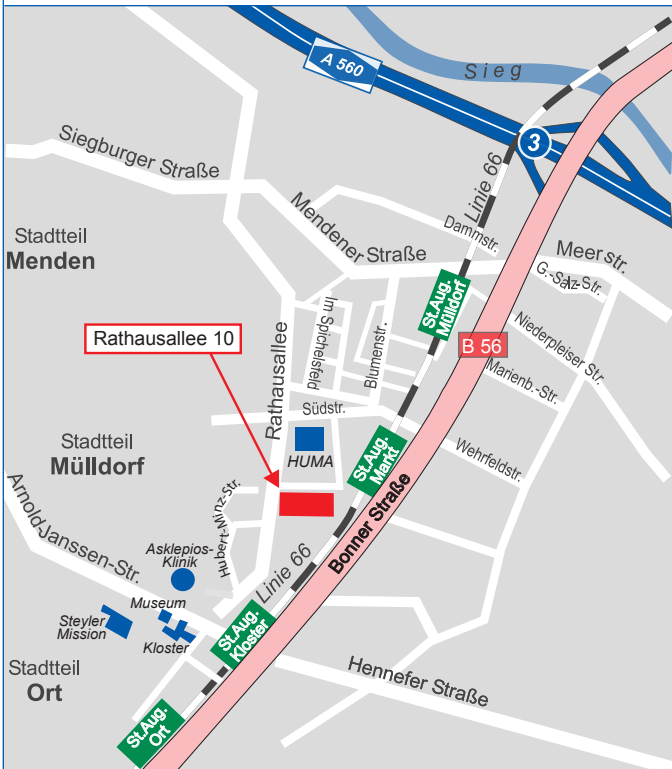 A 560
Sieg
3
Siegburger Straße
Linie 66
Mendener Straße
Dammstr.
Meerstr.
Stadtteil
Menden
G.-Salz-Str.
St.Aug.
Mülldorf
Im Spichelsfeld
Blumenstr.
Niederpleiser Str.
Rathausallee 10
B 56
Rathausallee
Marienb.-Str.
Südstr.
HUMA
Stadtteil
Mülldorf
St.Aug.
Markt
Wehrfeldstr.
Arnold-Janssen-Str.
Hubert-Minz-Str.
Bonner Straße
Asklepios-
Klinik
Linie 66
Museum
Steyler
Mission
Kloster
St.Aug.
Kloster
Stadtteil
Ort
Hennefer Straße
St.Aug.
Ort